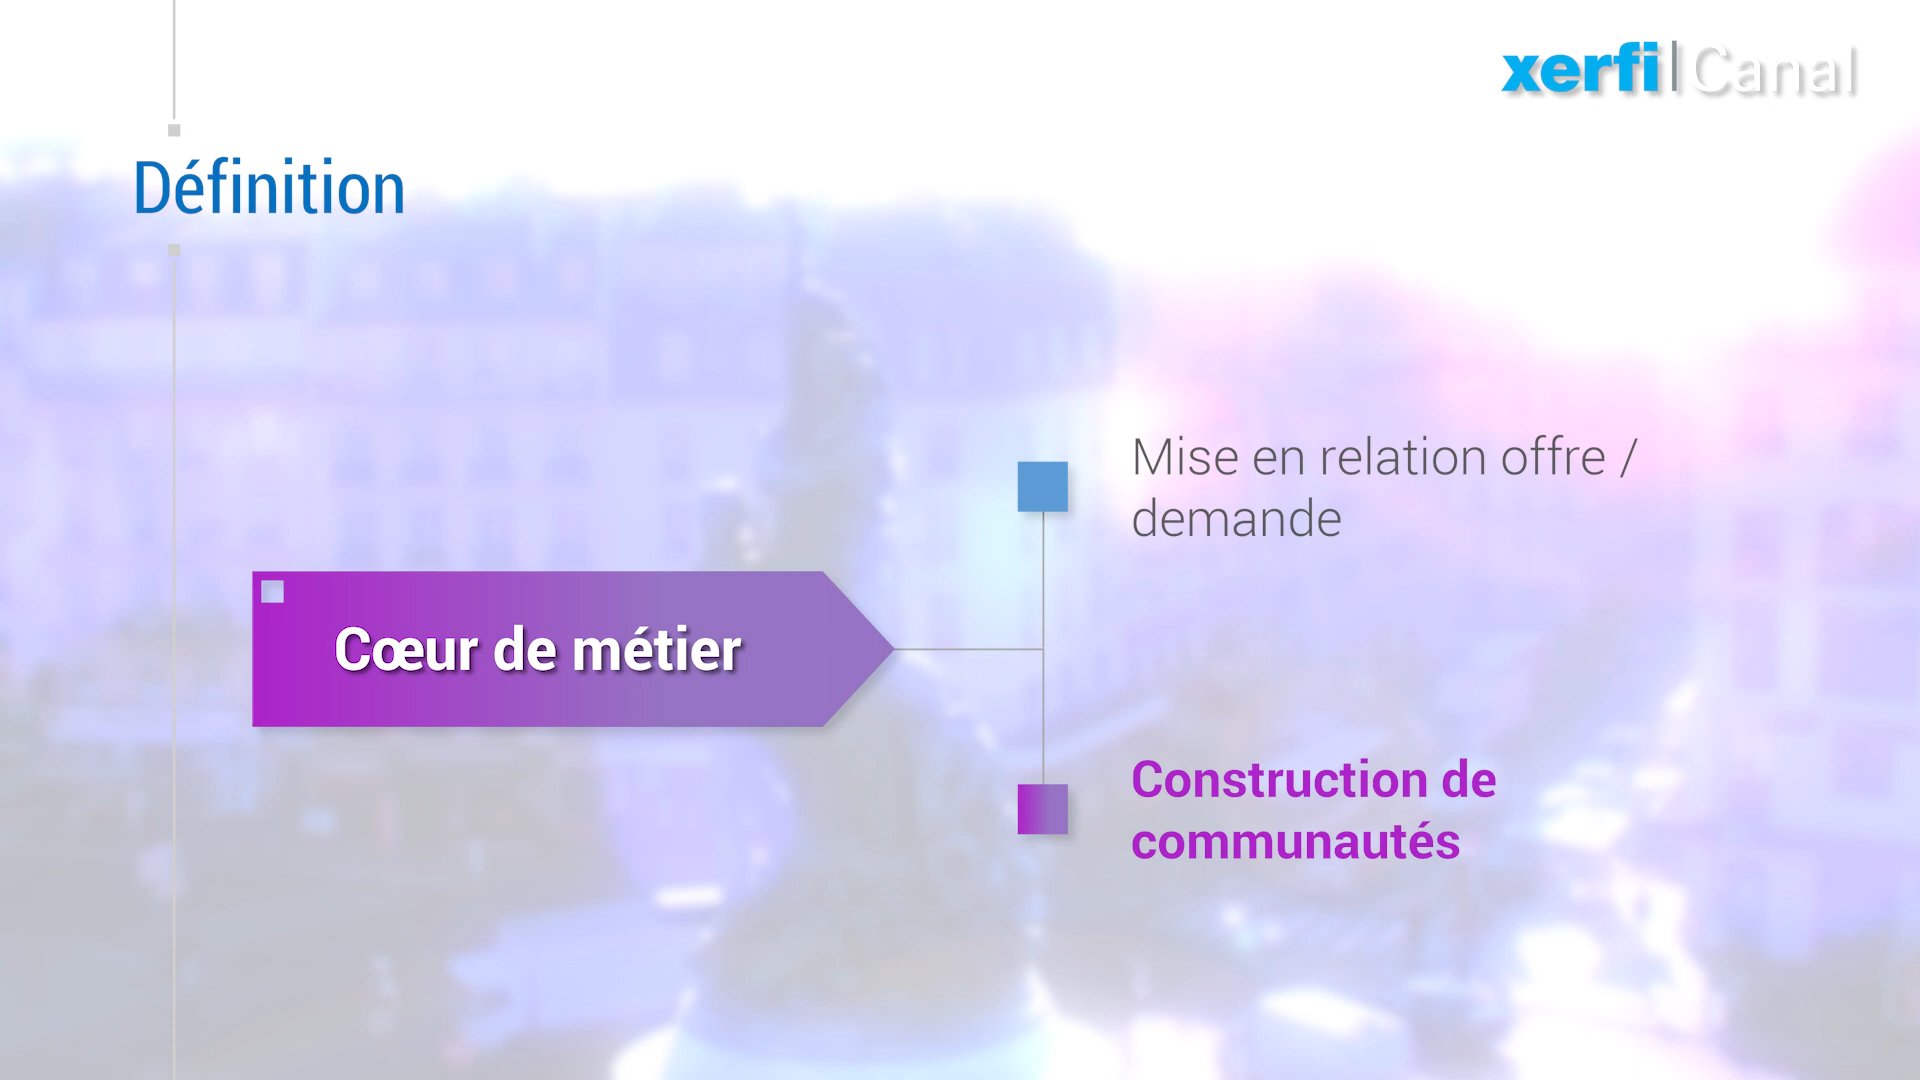 xerfi Canal
Définition
Mise en relation offre /
demande
Cœur de métier
Construction de
communautés